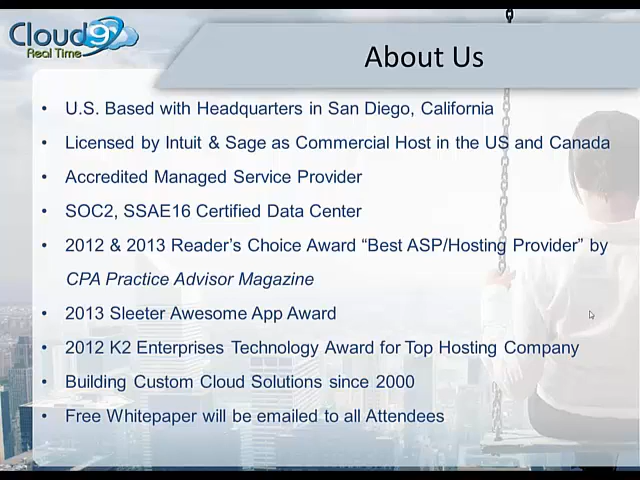 Cloud9
Real Time
About Us
• U.S. Based with Headquarters in San Diego, California
• Licensed by Intuit & Sage as Commercial Host in the US and Canada
• Accredited Managed Service Provider
• SOC2, SSAE16 Certified Data Center
• 2012 & 2013 Reader’s Choice Award “Best ASP/Hosting Provider” by
CPA Practice Advisor Magazine
• 2013 Sleeter Awesome App Award
• 2012 K2 Enterprises Technology Award for Top Hosting Company
• Building Custom Cloud Solutions since 2000
• Free Whitepaper will be emailed to all Attendees